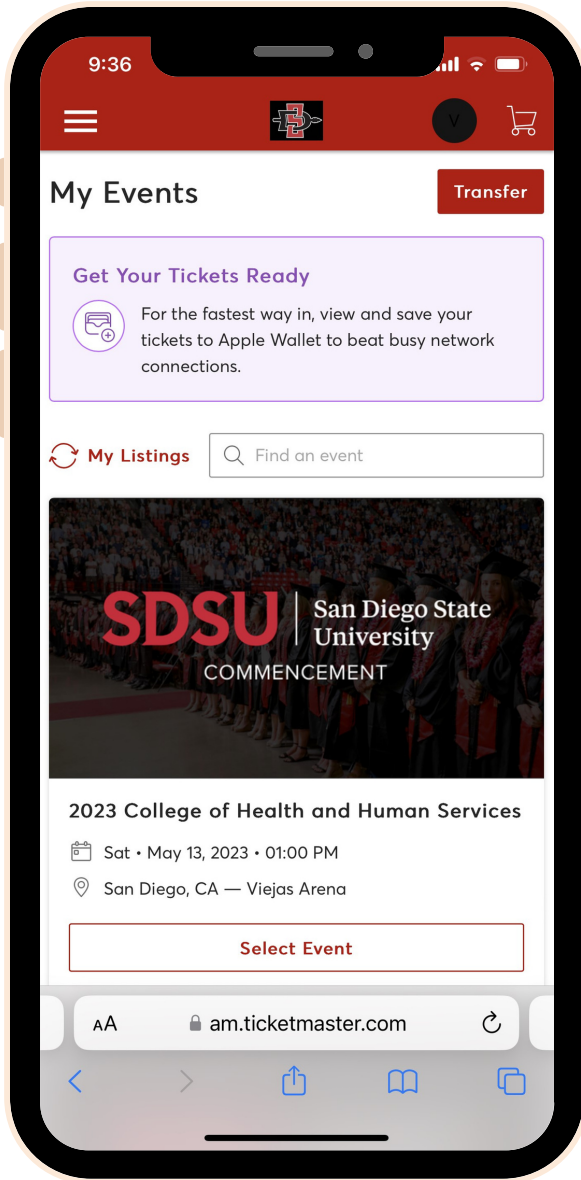 9:36
V
My Events
Transfer
Get Your Tickets Ready
For the fastest way in, view and save your
tickets to Apple Wallet to beat busy network
connections.
My Listings
Find an event
SDSU
San Diego State
University
COMMENCEMENT
2023 College of Health and Human Services
Sat • May 13, 2023 • 01:00 PM
San Diego, CA — Viejas Arena
Select Event
AA
am.ticketmaster.com